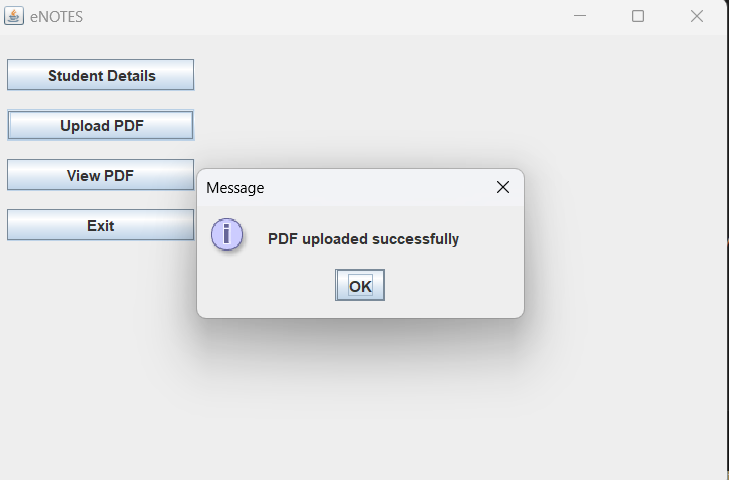 eNOTES
Student Details
Upload PDF
View PDF
Exit
Message
PDF uploaded successfully
OK